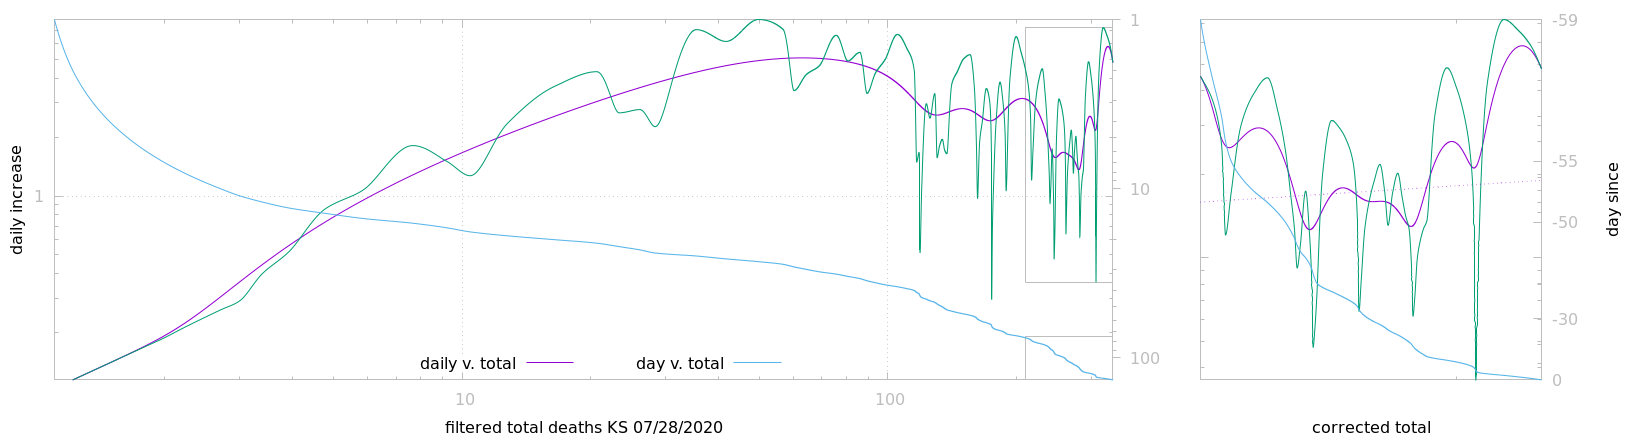 daily increase
1
10
100
1
10
100
daily v. total
day v. total
filtered total deaths KS 07/28/2020
-59
-55
-50
-30
0
day since
corrected total